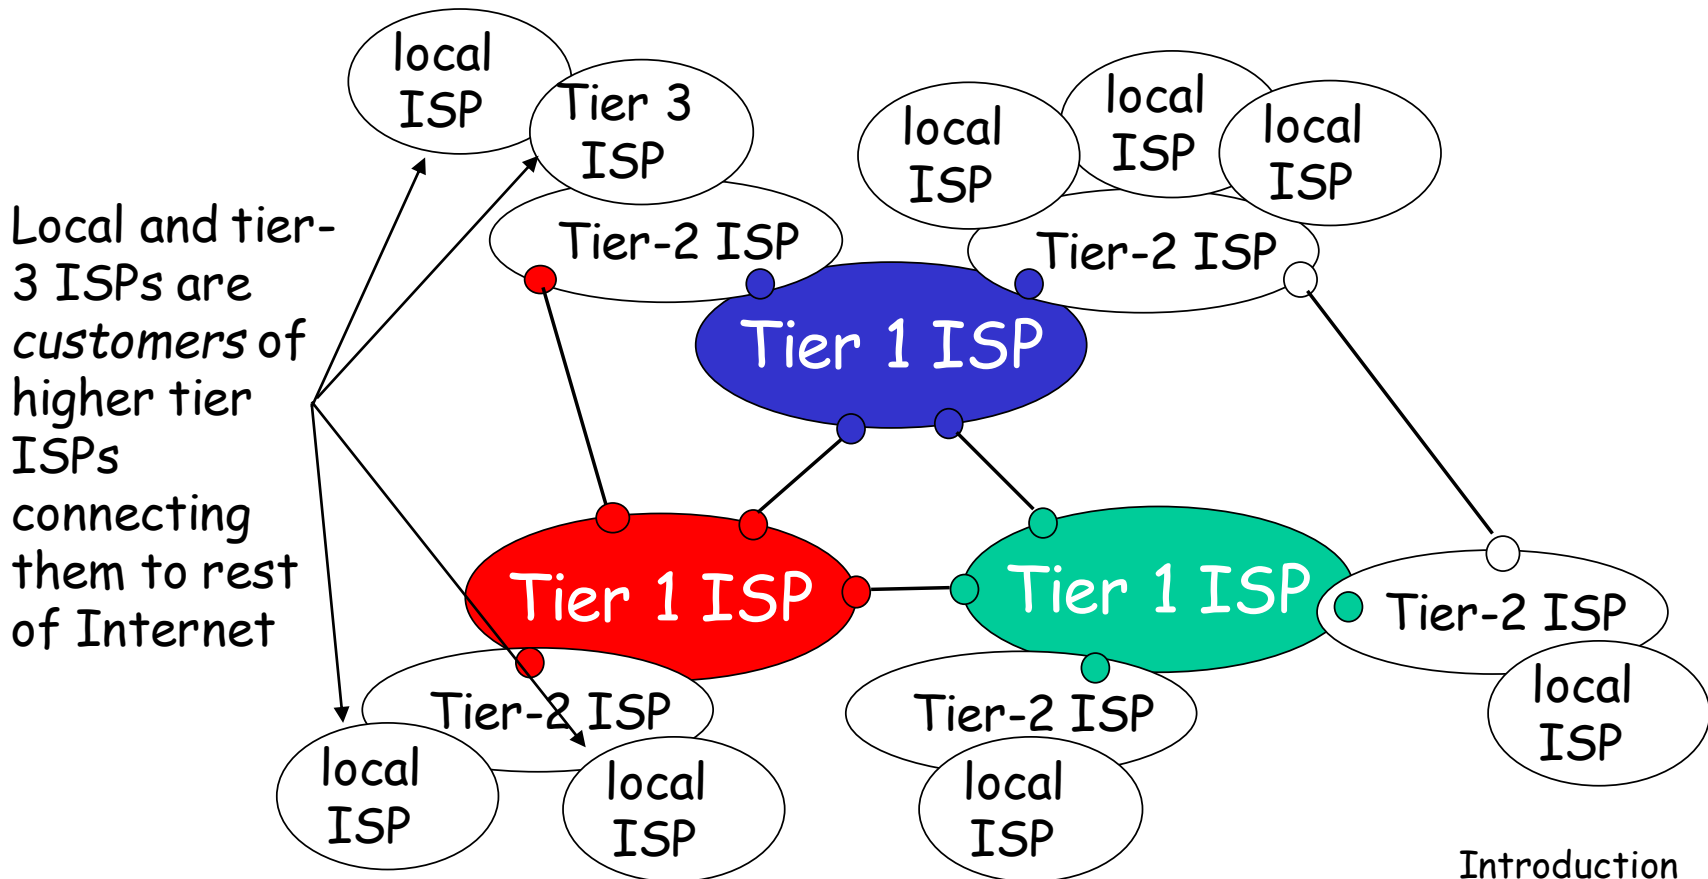 local
ISP
Tier 3
ISP
local
ISP
local
ISP
local
ISP
Local and tier-
3 ISPs are
customers of
higher tier
ISPs
connecting
them to rest
of Internet
Tier-2 ISP
Tier-2 ISP
Tier 1 ISP
Tier 1 ISP
Tier 1 ISP
Tier-2 ISP
Tier-2 ISP
Tier-2 ISP
local
ISP
local
ISP
local
ISP
local
ISP
Introduction